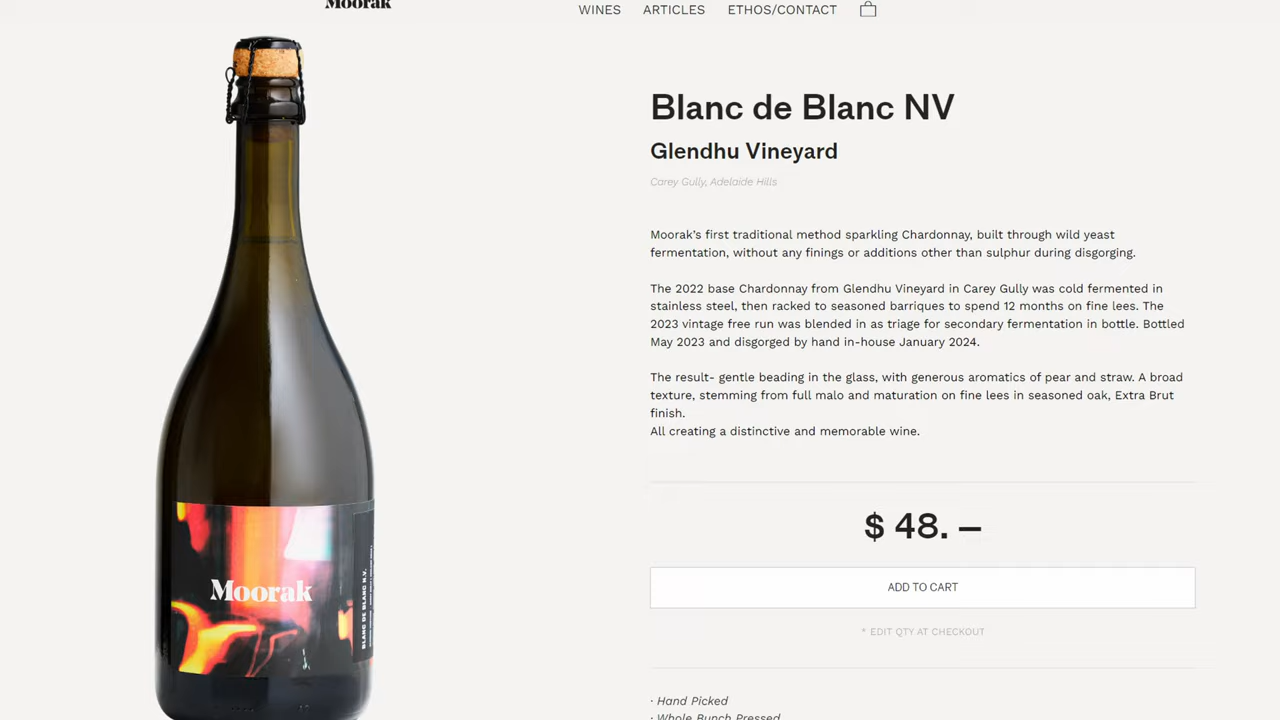 Moorak
WINES ARTICLES ETHOS/CONTACT
Blanc de Blanc NV
Glendhu Vineyard
Carey Gully, Adelaide Hills
Moorak’s first traditional method sparkling Chardonnay, built through wild yeast
fermentation, without any finings or additions other than sulphur during disgorging.
The 2022 base Chardonnay from Glendhu Vineyard in Carey Gully was cold fermented in
stainless steel, then racked to seasoned barriques to spend 12 months on fine lees. The
2023 vintage free run was blended in as triage for secondary fermentation in bottle. Bottled
May 2023 and disgorged by hand in-house January 2024.
The result- gentle beading in the glass, with generous aromatics of pear and straw. A broad
texture, stemming from full malo and maturation on fine lees in seasoned oak, Extra Brut
finish.
All creating a distinctive and memorable wine.
$ 48. —
ADD TO CART
* EDIT QTY AT CHECKOUT
· Hand Picked
· Whole Bunch Pressed
Moorak
BLANC DE BLANC N.V.